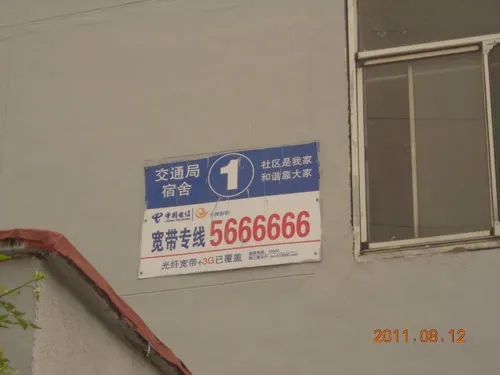 交通局
宿舍
1
社区是我家
和谐靠大家
中国电信
宽带专线 5666666
光纤宽带+3G已覆盖
2011.08.12